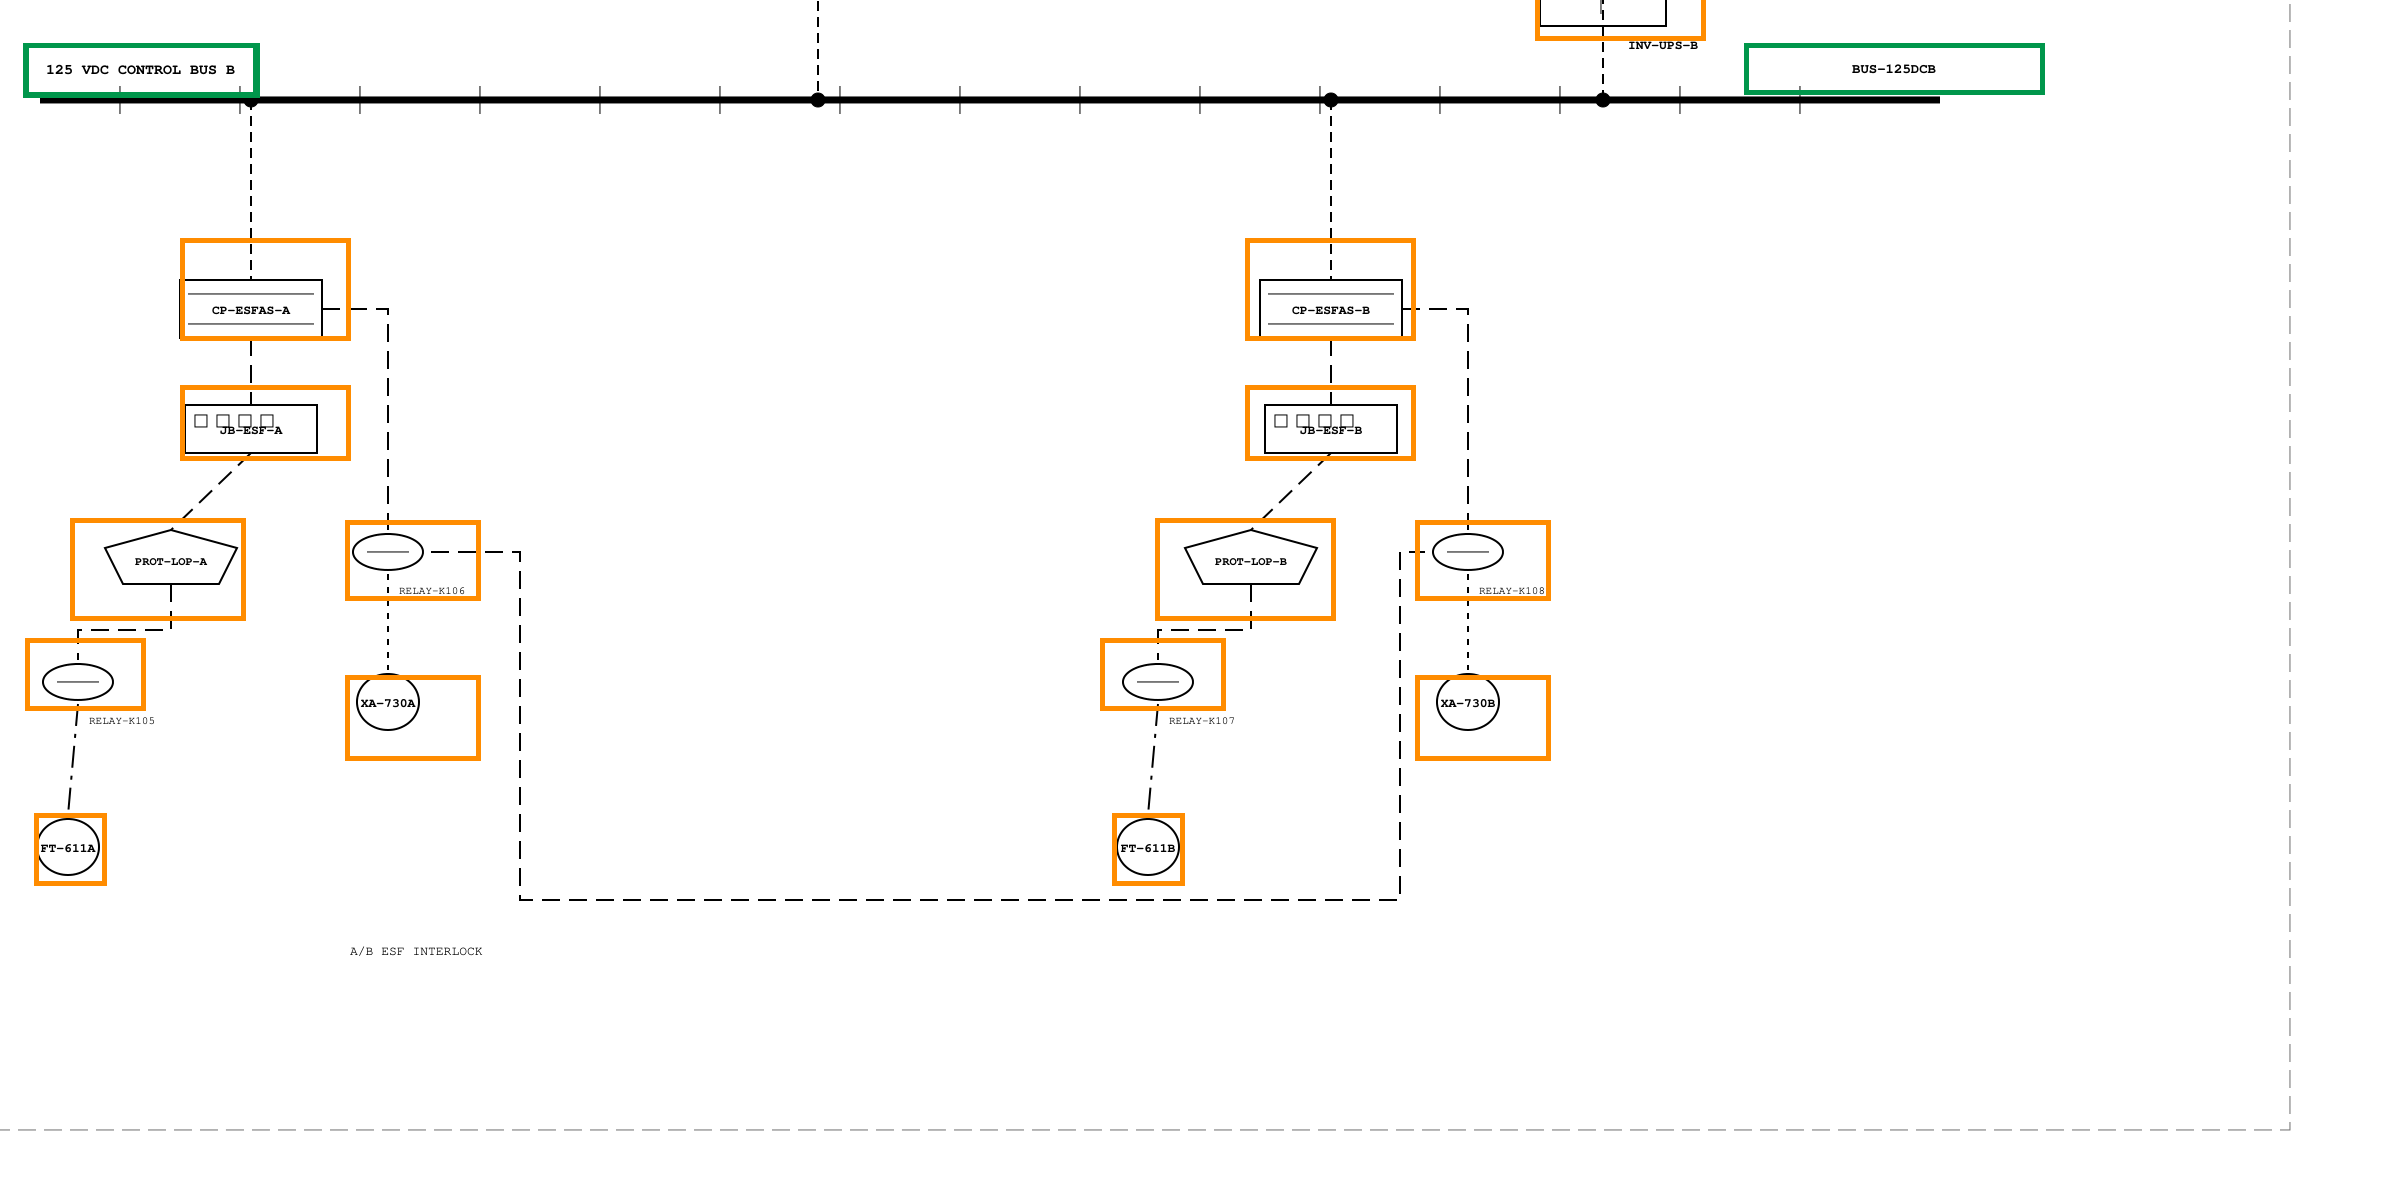 INV-UPS-B
125 VDC CONTROL BUS B
BUS-125DCB
CP-ESFAS-A
CP-ESFAS-B
JB-ESF-A
JB-ESF-B
PROT-LOP-A
PROT-LOP-B
RELAY-K106
RELAY-K108
XA-730A
XA-730B
RELAY-K105
RELAY-K107
FT-611A
FT-611B
A/B ESF INTERLOCK